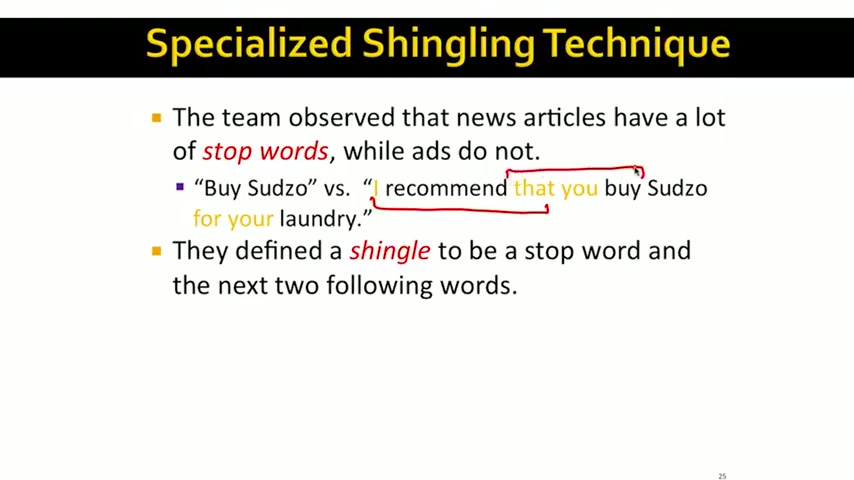 Specialized Shingling Technique
▪ The team observed that news articles have a lot
of stop words, while ads do not.
▪ “Buy Sudzo” vs. “I recommend that you buy Sudzo
for your laundry.”
▪ They defined a shingle to be a stop word and
the next two following words.
25